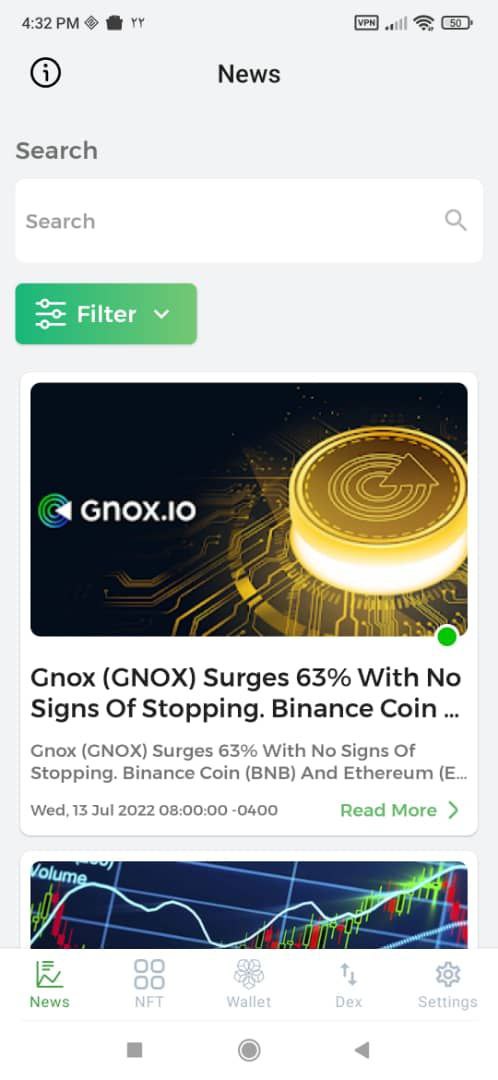 4:32 PM ٢٢ VPN 50
News
Search
Search
Filter
GNOX.IO
Gnox (GNOX) Surges 63% With No
Signs Of Stopping. Binance Coin ...
Gnox (GNOX) Surges 63% With No Signs Of
Stopping. Binance Coin (BNB) And Ethereum (E...
Wed, 13 Jul 2022 08:00:00 -0400
Read More
Volume
News NFT Wallet Dex Settings